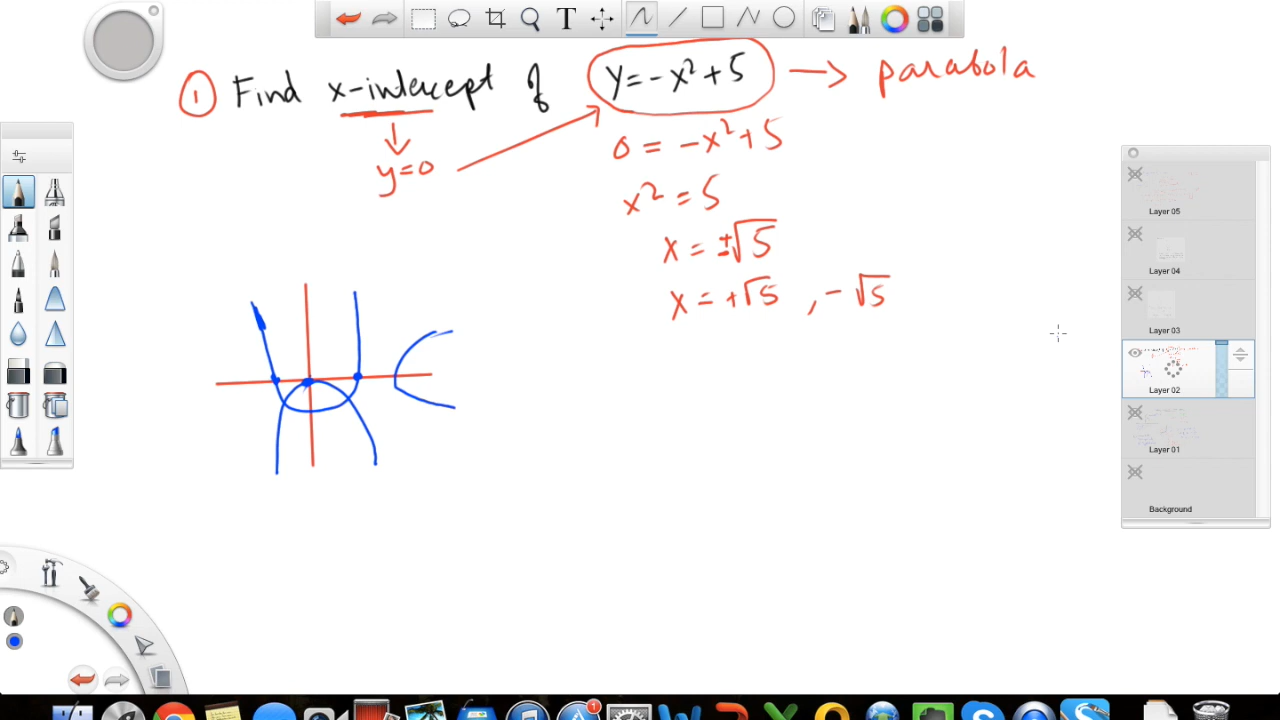 ① Find x-intercept of y=-x²+5 → parabola
y=0
0 = -x²+5
x² = 5
x = ±√5
x = +√5 , -√5
T
Layer 05
Layer 04
Layer 03
Layer 02
Layer 01
Background
1